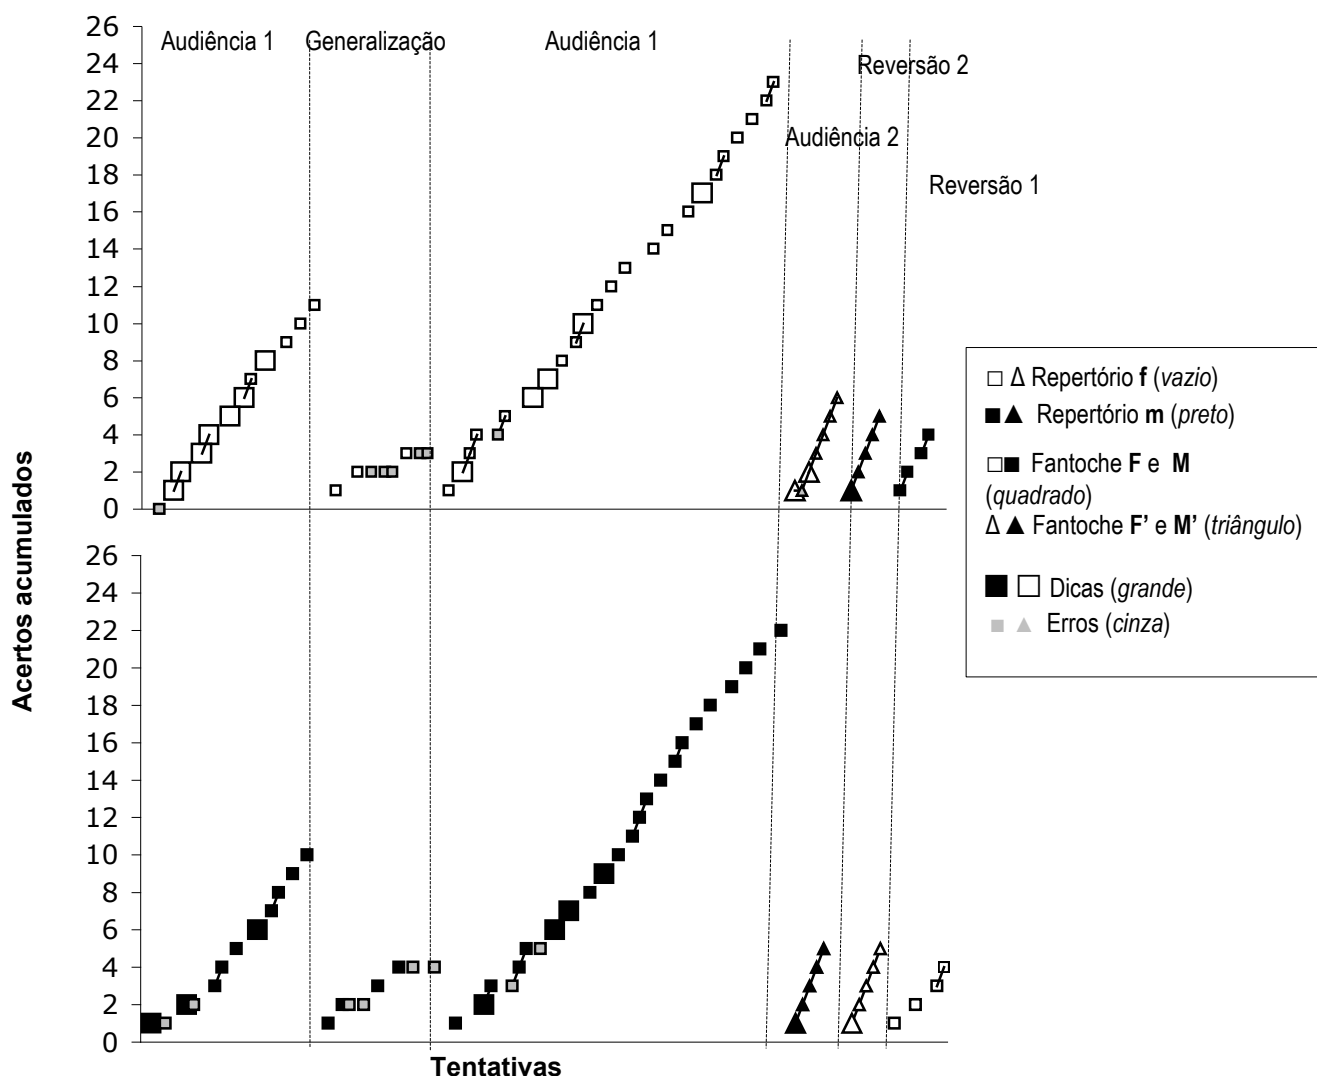 26
24
22
20
18
16
14
12
10
8
6
4
2
0
Audiência 1
Generalização
Audiência 1
Reversão 2
Audiência 2
Reversão 1
26
24
22
20
18
16
14
12
10
8
6
4
2
0
Acertos acumulados
Tentativas
□ Δ Repertório f (vazio)
■▲ Repertório m (preto)
□■ Fantoche F e M
(quadrado)
Δ ▲ Fantoche F’ e M’ (triângulo)
■ □ Dicas (grande)
■ ▲ Erros (cinza)